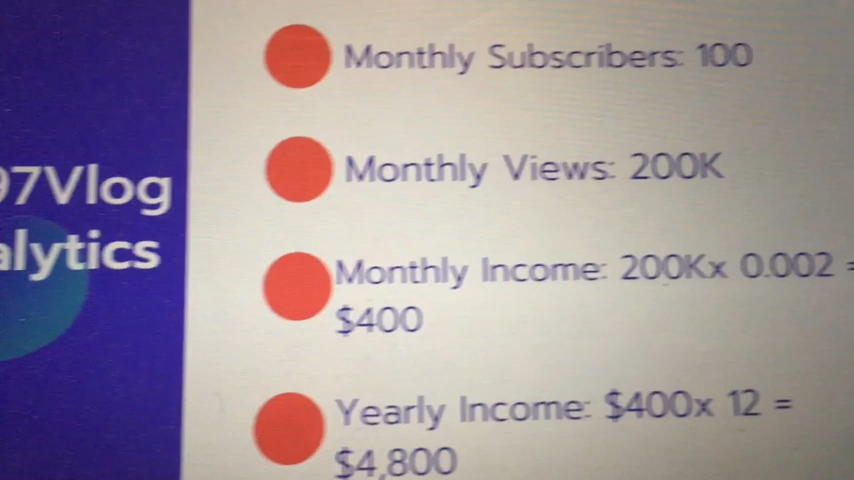 97Vlog
alytics
Monthly Subscribers: 100
Monthly Views: 200K
Monthly Income: 200Kx 0.002 =
$400
Yearly Income: $400x 12 =
$4,800